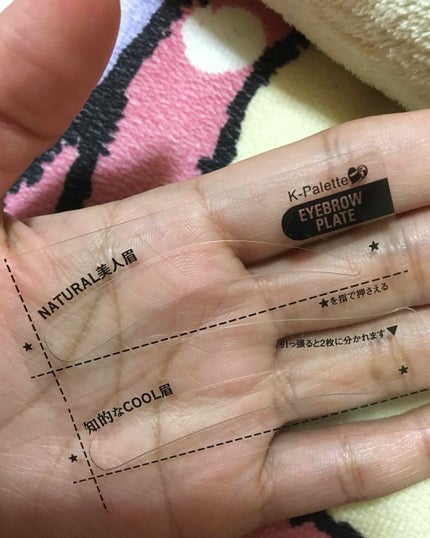 K-Palette
EYEBROW
PLATE
NATURAL美人眉
★を指で押さえる
引っ張ると2枚に分かれます▼
知的なCOOL眉